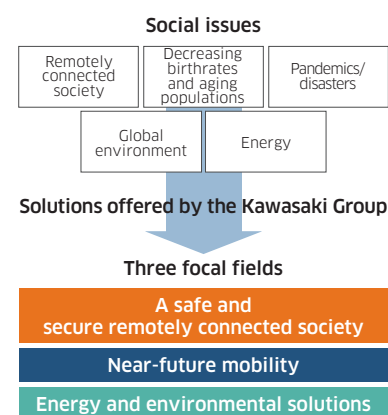 Social issues
Remotely
connected
society
Decreasing
birthrates
and aging
populations
Pandemics/
disasters
Global
environment
Energy
Solutions offered by the Kawasaki Group
Three focal fields
A safe and
secure remotely connected society
Near-future mobility
Energy and environmental solutions